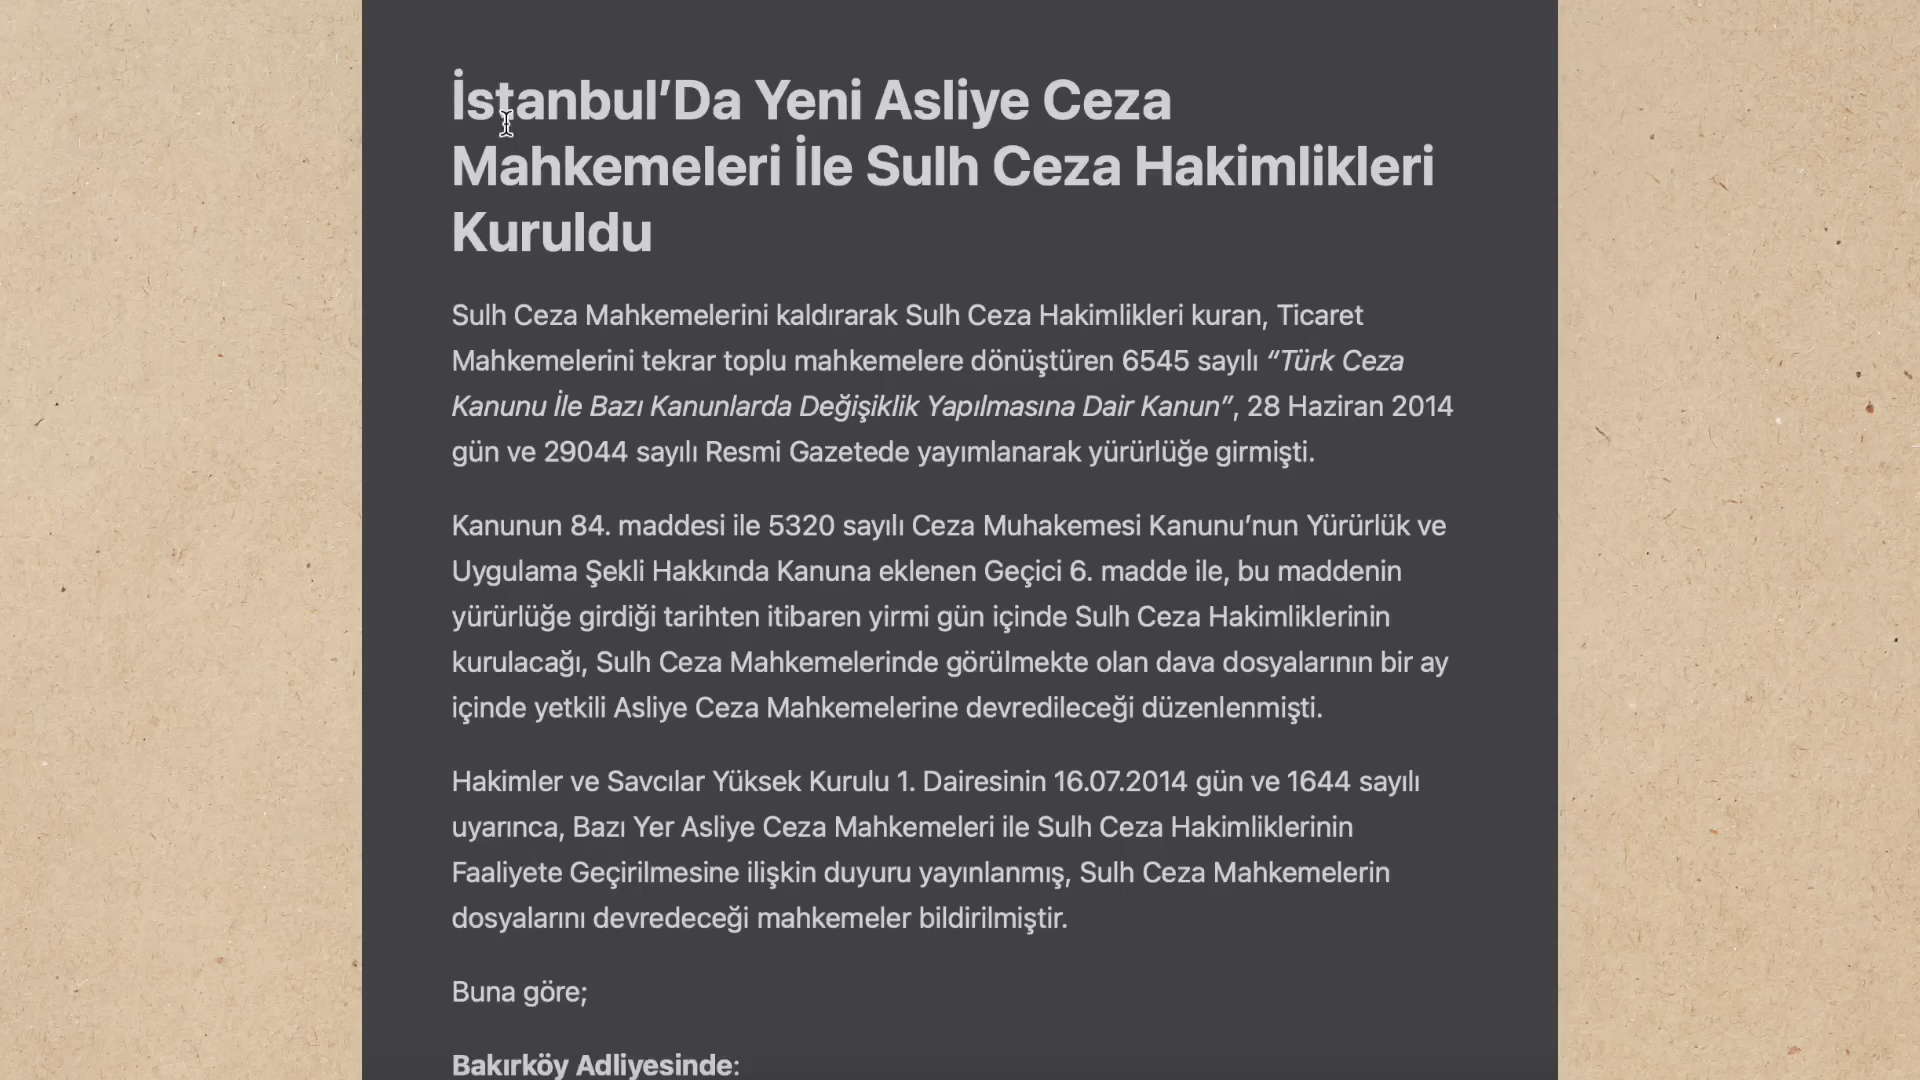 İstanbul’Da Yeni Asliye Ceza
Mahkemeleri İle Sulh Ceza Hakimlikleri
Kuruldu
Sulh Ceza Mahkemelerini kaldırarak Sulh Ceza Hakimlikleri kuran, Ticaret
Mahkemelerini tekrar toplu mahkemelere dönüştüren 6545 sayılı “Türk Ceza
Kanunu İle Bazı Kanunlarda Değişiklik Yapılmasına Dair Kanun”, 28 Haziran 2014
gün ve 29044 sayılı Resmi Gazetede yayımlanarak yürürlüğe girmişti.
Kanunun 84. maddesi ile 5320 sayılı Ceza Muhakemesi Kanunu’nun Yürürlük ve
Uygulama Şekli Hakkında Kanuna eklenen Geçici 6. madde ile, bu maddenin
yürürlüğe girdiği tarihten itibaren yirmi gün içinde Sulh Ceza Hakimliklerinin
kurulacağı, Sulh Ceza Mahkemelerinde görülmekte olan dava dosyalarının bir ay
içinde yetkili Asliye Ceza Mahkemelerine devredileceği düzenlenmişti.
Hakimler ve Savcılar Yüksek Kurulu 1. Dairesinin 16.07.2014 gün ve 1644 sayılı
uyarınca, Bazı Yer Asliye Ceza Mahkemeleri ile Sulh Ceza Hakimliklerinin
Faaliyete Geçirilmesine ilişkin duyuru yayınlanmış, Sulh Ceza Mahkemelerin
dosyalarını devredeceği mahkemeler bildirilmiştir.
Buna göre;
Bakırköy Adliyesinde: